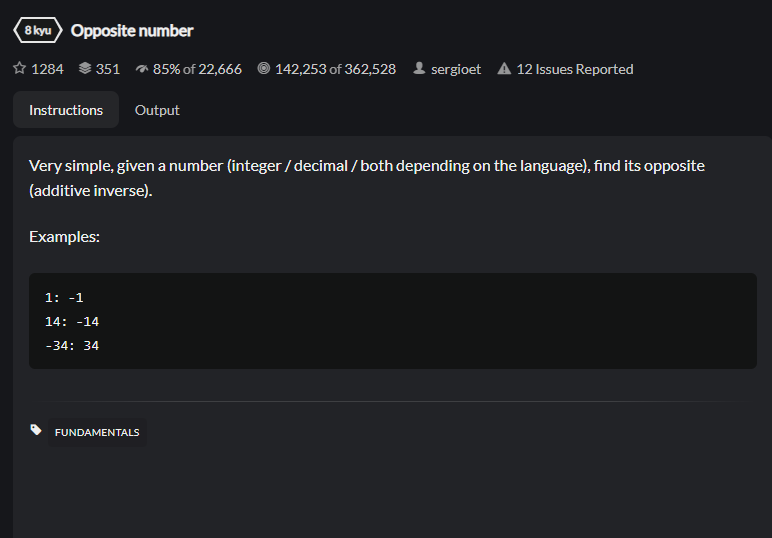 8 kyu Opposite number
1284 351 85% of 22,666 142,253 of 362,528 sergioet 12 Issues Reported
Instructions Output
Very simple, given a number (integer / decimal / both depending on the language), find its opposite
(additive inverse).
Examples:
1: -1
14: -14
-34: 34
FUNDAMENTALS